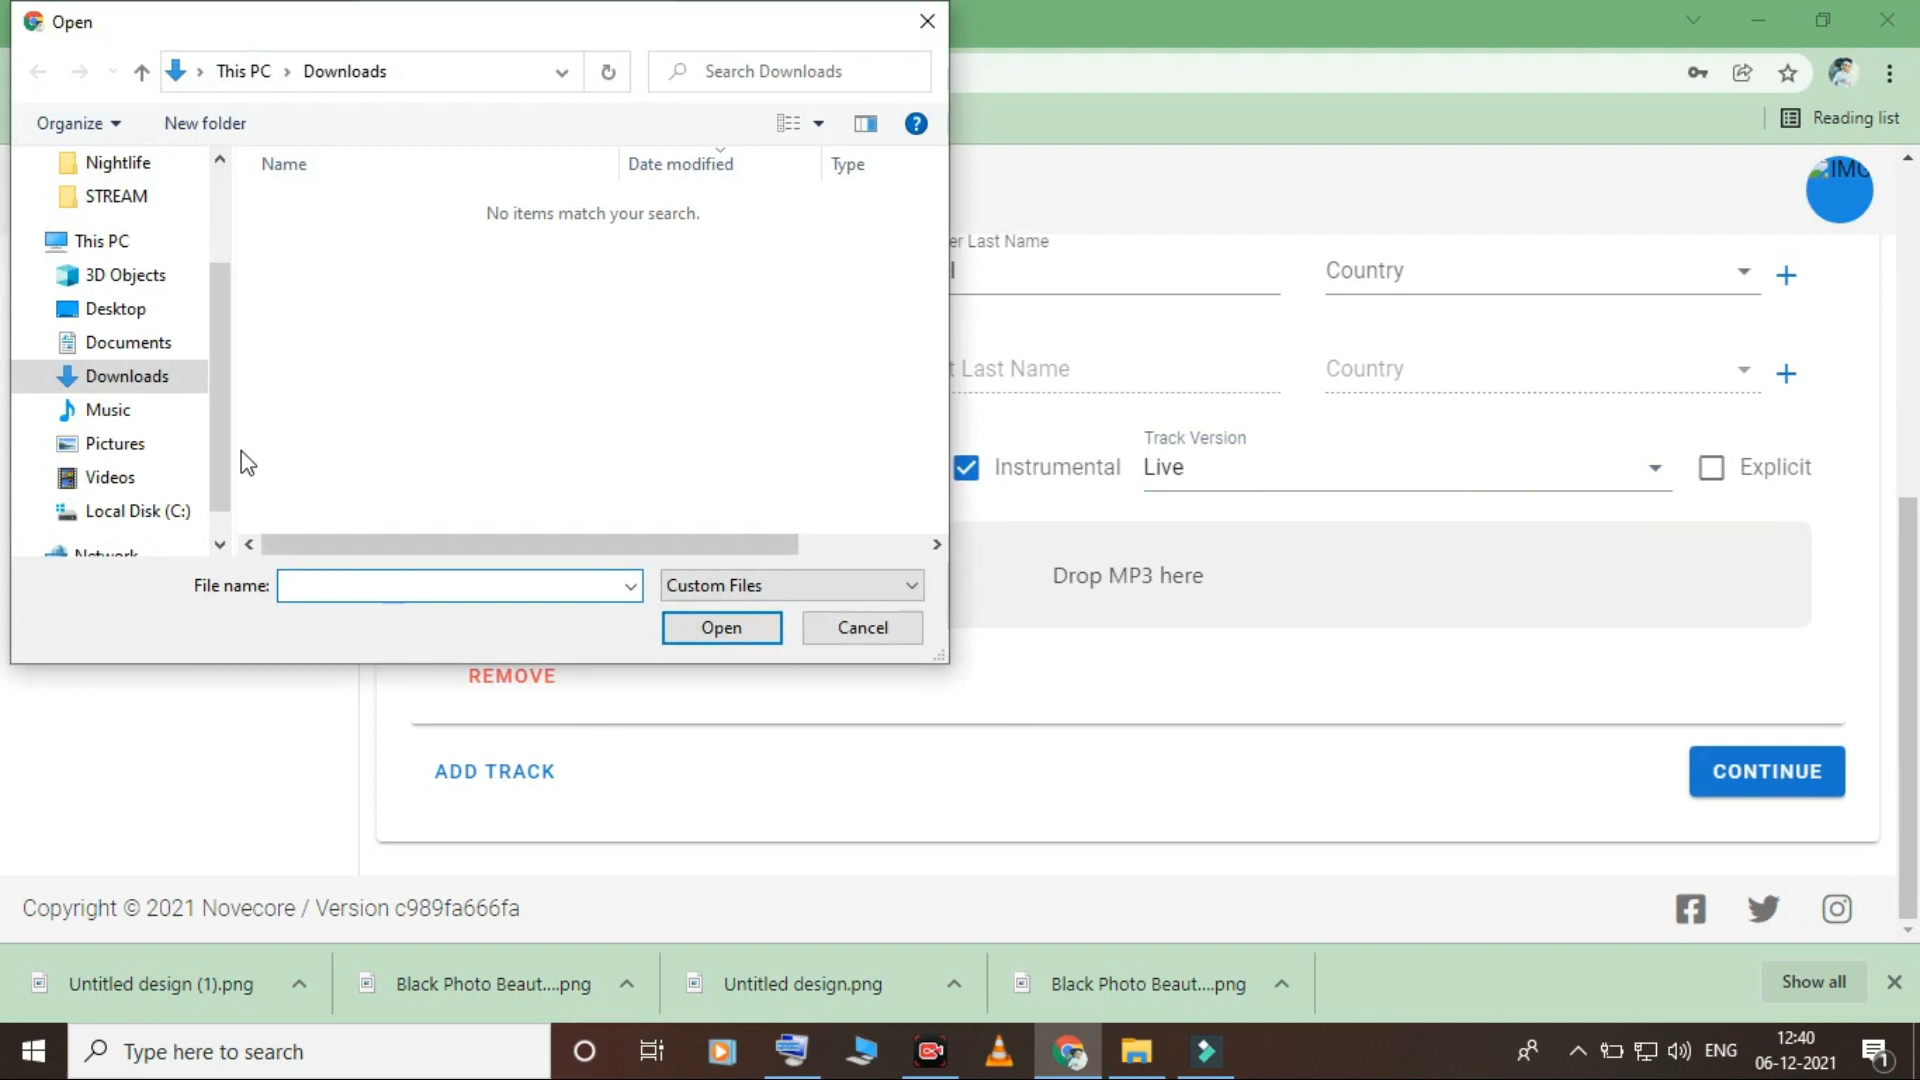 Open
This PC
Downloads
Search Downloads
Organize
New folder
Reading list
Name
Date modified
Type
No items match your search.
Nightlife
STREAM
This PC
3D Objects
Desktop
Documents
Downloads
Music
Pictures
Videos
Local Disk (C:)
Network
File name:
Custom Files
Open
Cancel
IMG
er Last Name
Country
t Last Name
Country
Instrumental
Track Version
Live
Explicit
Drop MP3 here
REMOVE
ADD TRACK
CONTINUE
Copyright © 2021 Novecore / Version c989fa666fa
Untitled design (1).png
Black Photo Beaut....png
Untitled design.png
Black Photo Beaut....png
Show all
Type here to search
ENG
12:40
06-12-2021
1